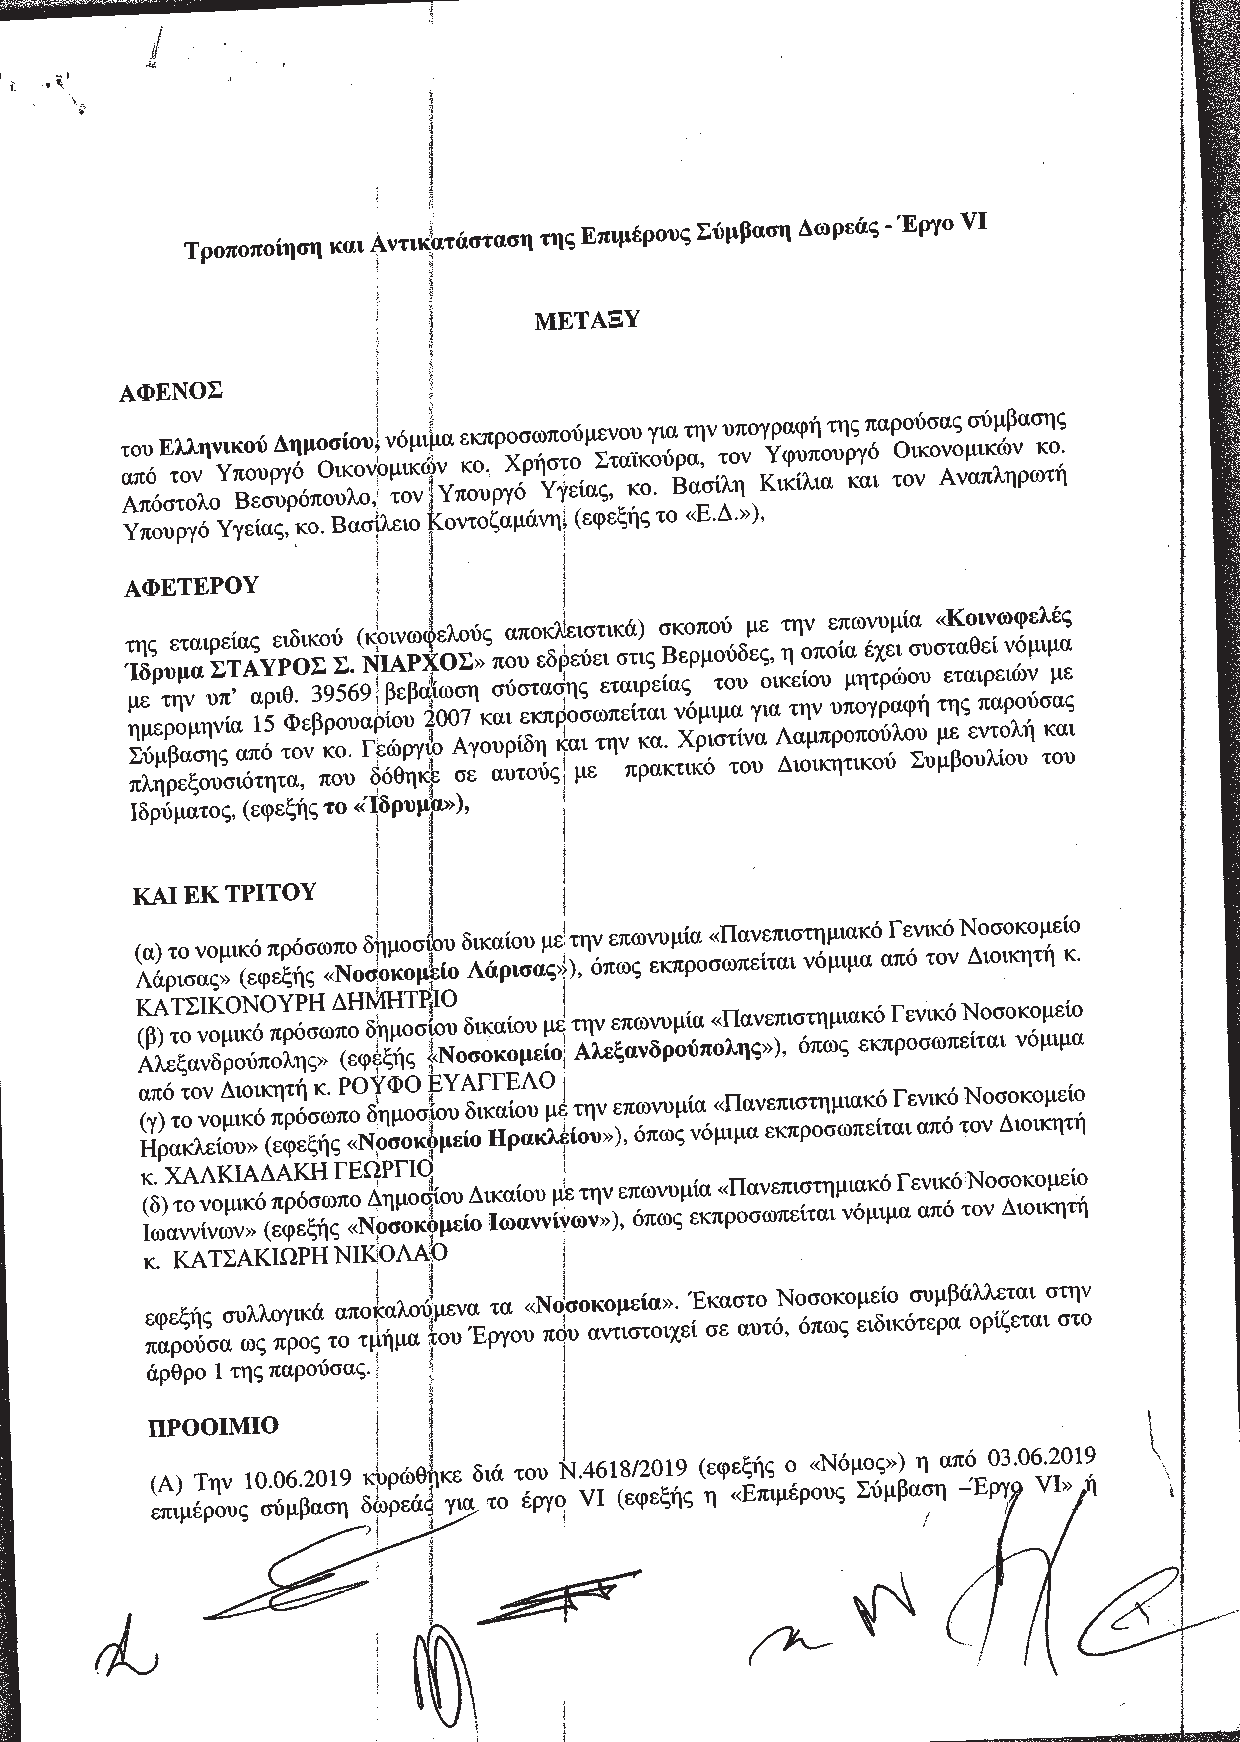 Τροποποίηση και Αντικατάσταση της Επιμέρους Σύμβαση Δωρεάς - Έργο VI
ΜΕΤΑΞΥ
ΑΦΕΝΟΣ
του Ελληνικού Δημοσίου, νόμιμα εκπροσωπούμενου για την υπογραφή της παρούσας σύμβασης
από τον Υπουργό Οικονομικών κο. Χρήστο Σταϊκούρα, τον Υφυπουργό Οικονομικών κο.
Απόστολο Βεσυρόπουλο, τον Υπουργό Υγείας, κο. Βασίλη Κικίλια και τον Αναπληρωτή
Υπουργό Υγείας, κο. Βασίλειο Κοντοζαμάνη, (εφεξής το «Ε.Δ.»),
ΑΦΕΤΕΡΟΥ
της εταιρείας ειδικού (κοινωφελούς αποκλειστικά) σκοπού με την επωνυμία «Κοινωφελές
Ίδρυμα ΣΤΑΥΡΟΣ Σ. ΝΙΑΡΧΟΣ» που εδρεύει στις Βερμούδες, η οποία έχει συσταθεί νόμιμα
με την υπ’ αριθ. 39569 βεβαίωση σύστασης εταιρείας του οικείου μητρώου εταιρειών με
ημερομηνία 15 Φεβρουαρίου 2007 και εκπροσωπείται νόμιμα για την υπογραφή της παρούσας
Σύμβασης από τον κο. Γεώργιο Αγουρίδη και την κα. Χριστίνα Λαμπροπούλου με εντολή και
πληρεξουσιότητα, που δόθηκε σε αυτούς με πρακτικό του Διοικητικού Συμβουλίου του
Ιδρύματος, (εφεξής το «Ίδρυμα»),
ΚΑΙ ΕΚ ΤΡΙΤΟΥ
(α) το νομικό πρόσωπο δημοσίου δικαίου με την επωνυμία «Πανεπιστημιακό Γενικό Νοσοκομείο
Λάρισας» (εφεξής «Νοσοκομείο Λάρισας»), όπως εκπροσωπείται νόμιμα από τον Διοικητή κ.
ΚΑΤΣΙΚΟΝΟΥΡΗ ΔΗΜΗΤΡΙΟ
(β) το νομικό πρόσωπο δημοσίου δικαίου με την επωνυμία «Πανεπιστημιακό Γενικό Νοσοκομείο
Αλεξανδρούπολης» (εφεξής «Νοσοκομείο Αλεξανδρούπολης»), όπως εκπροσωπείται νόμιμα
από τον Διοικητή κ. ΡΟΥΦΟ ΕΥΑΓΓΕΛΟ
(γ) το νομικό πρόσωπο δημοσίου δικαίου με την επωνυμία «Πανεπιστημιακό Γενικό Νοσοκομείο
Ηρακλείου» (εφεξής «Νοσοκομείο Ηρακλείου»), όπως νόμιμα εκπροσωπείται από τον Διοικητή
κ. ΧΑΛΚΙΑΔΑΚΗ ΓΕΩΡΓΙΟ
(δ) το νομικό πρόσωπο Δημοσίου Δικαίου με την επωνυμία «Πανεπιστημιακό Γενικό Νοσοκομείο
Ιωαννίνων» (εφεξής «Νοσοκομείο Ιωαννίνων»), όπως εκπροσωπείται νόμιμα από τον Διοικητή
κ. ΚΑΤΣΑΚΙΩΡΗ ΝΙΚΟΛΑΟ
εφεξής συλλογικά αποκαλούμενα τα «Νοσοκομεία». Έκαστο Νοσοκομείο συμβάλλεται στην
παρούσα ως προς το τμήμα του Έργου που αντιστοιχεί σε αυτό, όπως ειδικότερα ορίζεται στο
άρθρο 1 της παρούσας.
ΠΡΟΟΙΜΙΟ
(Α) Την 10.06.2019 κυρώθηκε διά του Ν.4618/2019 (εφεξής ο «Νόμος») η από 03.06.2019
επιμέρους σύμβαση δωρεάς για το έργο VI (εφεξής η «Επιμέρους Σύμβαση –Έργο VI» ή